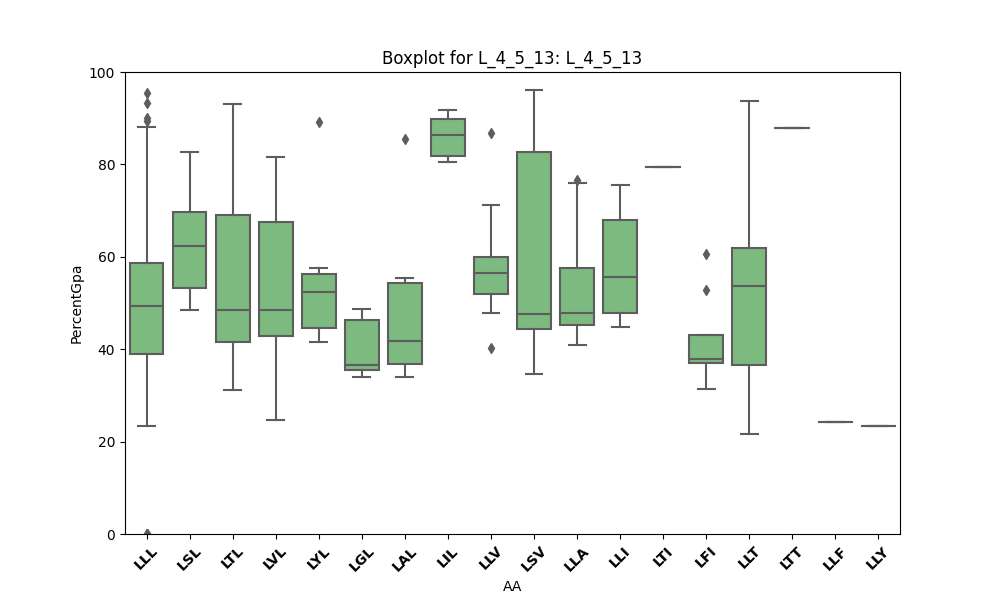 Boxplot for L_4_5_13: L_4_5_13
PercentGpa
100
80
60
40
20
0
LLL LSL LTL LVL LYL LGL LAL LIL LLV LSV LLA LLI LTI LFI LLT LTT LLF LLY
AA